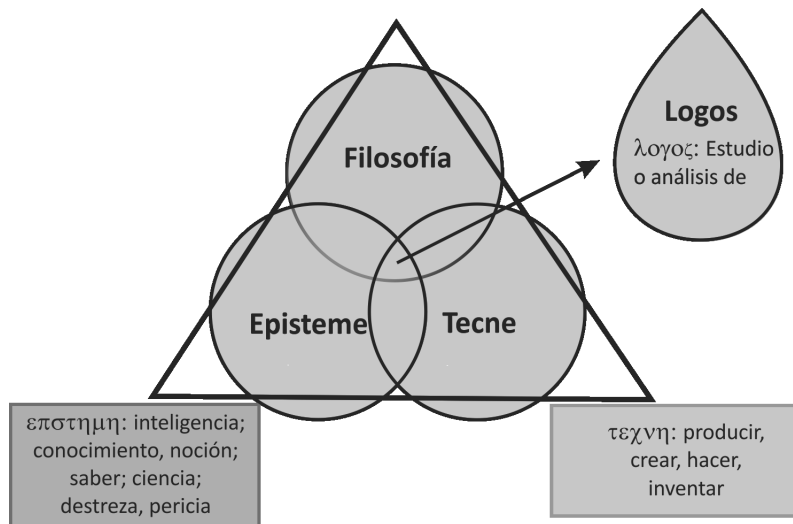 Logos
λογος: Estudio
o análisis de
Filosofía
Episteme
Tecne
επστημη: inteligencia;
conocimiento, noción;
saber; ciencia;
destreza, pericia
τεχνη: producir,
crear, hacer,
inventar